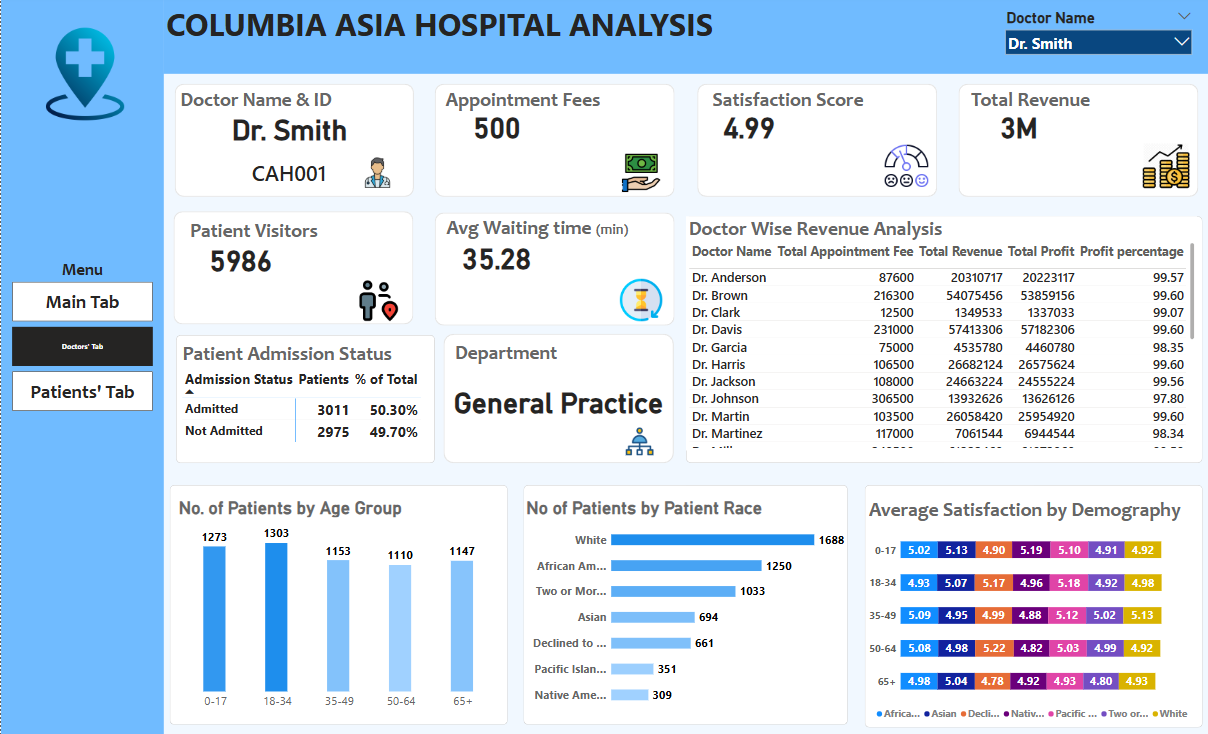 COLUMBIA ASIA HOSPITAL ANALYSIS
Doctor Name
Dr. Smith
Menu
Main Tab
Doctors' Tab
Patients' Tab
Doctor Name & ID
Dr. Smith
CAH001
Appointment Fees
500
Satisfaction Score
4.99
Total Revenue
3M
Patient Visitors
5986
Avg Waiting time (min)
35.28
Doctor Wise Revenue Analysis
Doctor Name Total Appointment Fee Total Revenue Total Profit Profit percentage
Dr. Anderson 87600 20310717 20223117 99.57
Dr. Brown 216300 54075456 53859156 99.60
Dr. Clark 12500 1349533 1337033 99.07
Dr. Davis 231000 57413306 57182306 99.60
Dr. Garcia 75000 4535780 4460780 98.35
Dr. Harris 106500 26682124 26575624 99.60
Dr. Jackson 108000 24663224 24555224 99.56
Dr. Johnson 306500 13932626 13626126 97.80
Dr. Martin 103500 26058420 25954920 99.60
Dr. Martinez 117000 7061544 6944544 98.34
Patient Admission Status
Admission Status Patients % of Total
Admitted 3011 50.30%
Not Admitted 2975 49.70%
Department
General Practice
No. of Patients by Age Group
1273 1303 1153 1110 1147
0-17 18-34 35-49 50-64 65+
No of Patients by Patient Race
White 1688
African Am... 1250
Two or Mor... 1033
Asian 694
Declined to ... 661
Pacific Islan... 351
Native Ame... 309
Average Satisfaction by Demography
0-17 5.02 5.13 4.90 5.19 5.10 4.91 4.92
18-34 4.93 5.07 5.17 4.96 5.18 4.92 4.98
35-49 5.09 4.95 4.99 4.88 5.12 5.02 5.13
50-64 5.08 4.98 5.22 4.82 5.03 4.99 4.92
65+ 4.98 5.04 4.78 4.92 4.93 4.80 4.93
Africa... Asian Decli... Nativ... Pacific ... Two or... White